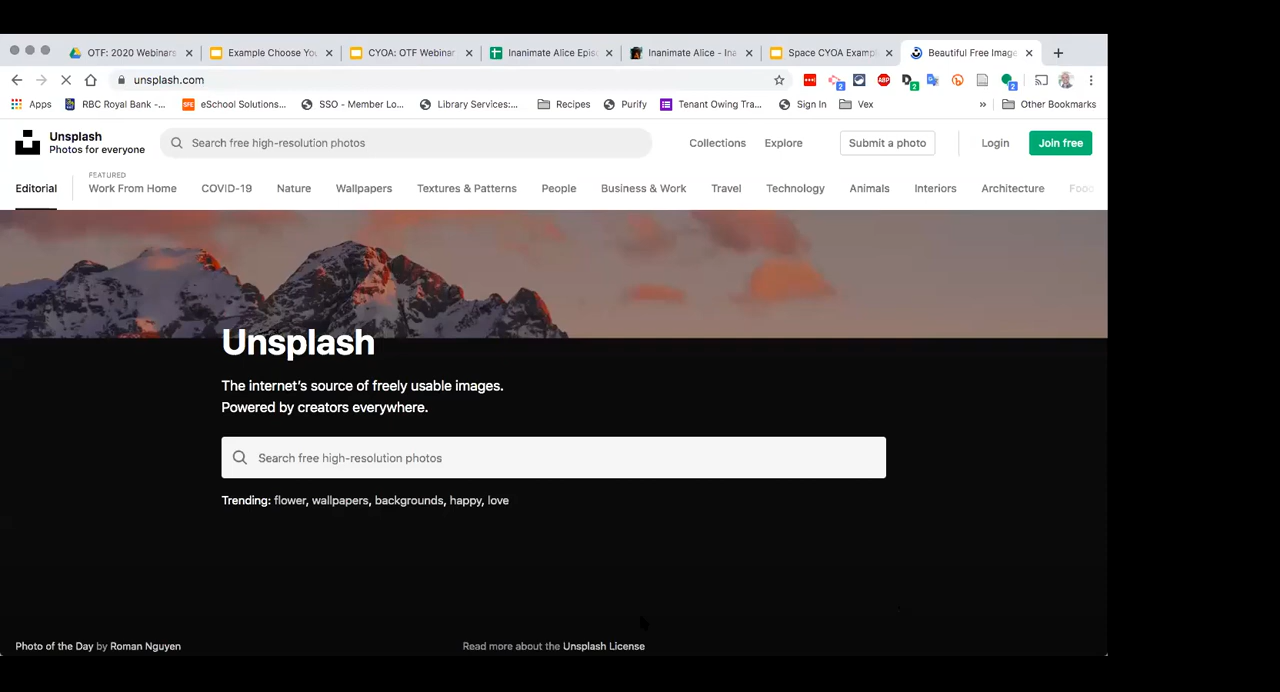 OTF: 2020 Webinars
Example Choose You
CYOA: OTF Webinar
Inanimate Alice Epis
Inanimate Alice - Ina
Space CYOA Exampl
Beautiful Free Image
unsplash.com
Apps
RBC Royal Bank -...
SFE
eSchool Solutions...
SSO - Member Lo...
Library Services:...
Recipes
Purify
Tenant Owing Tra...
Sign In
Vex
»
Other Bookmarks
Unsplash
Photos for everyone
Search free high-resolution photos
Collections
Explore
Submit a photo
Login
Join free
Editorial
FEATURED
Work From Home
COVID-19
Nature
Wallpapers
Textures & Patterns
People
Business & Work
Travel
Technology
Animals
Interiors
Architecture
Food
Unsplash
The internet's source of freely usable images.
Powered by creators everywhere.
Search free high-resolution photos
Trending: flower, wallpapers, backgrounds, happy, love
Photo of the Day by Roman Nguyen
Read more about the Unsplash License